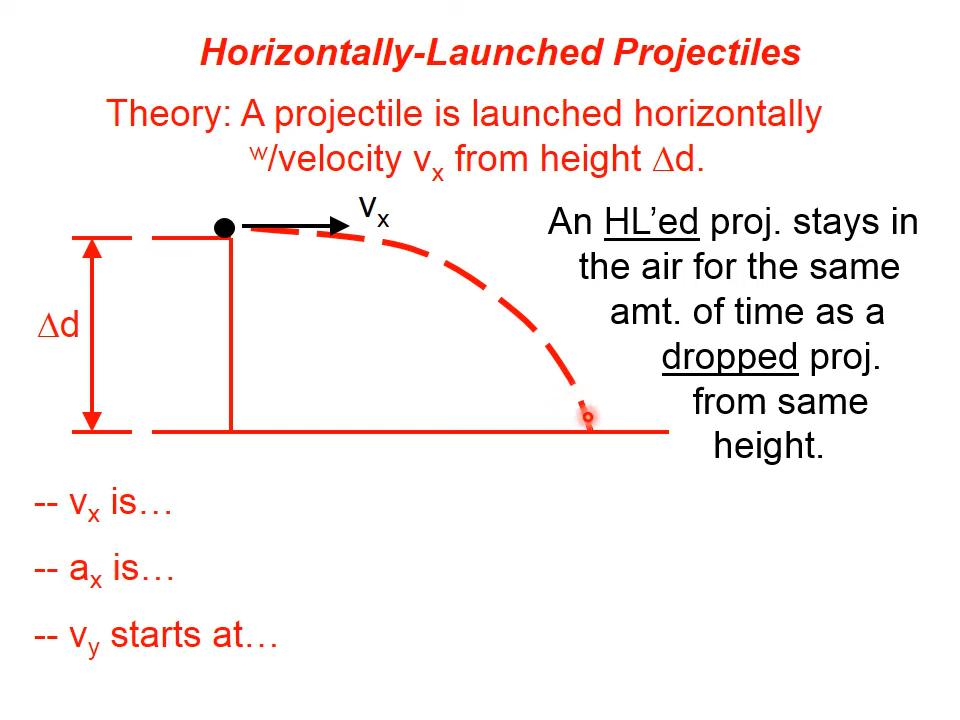 Horizontally-Launched Projectiles
Theory: A projectile is launched horizontally
w/velocity vx from height Δd.
vx
An HL’ed proj. stays in
the air for the same
amt. of time as a
dropped proj.
from same
height.
Δd
-- vx is…
-- ax is…
-- vy starts at…